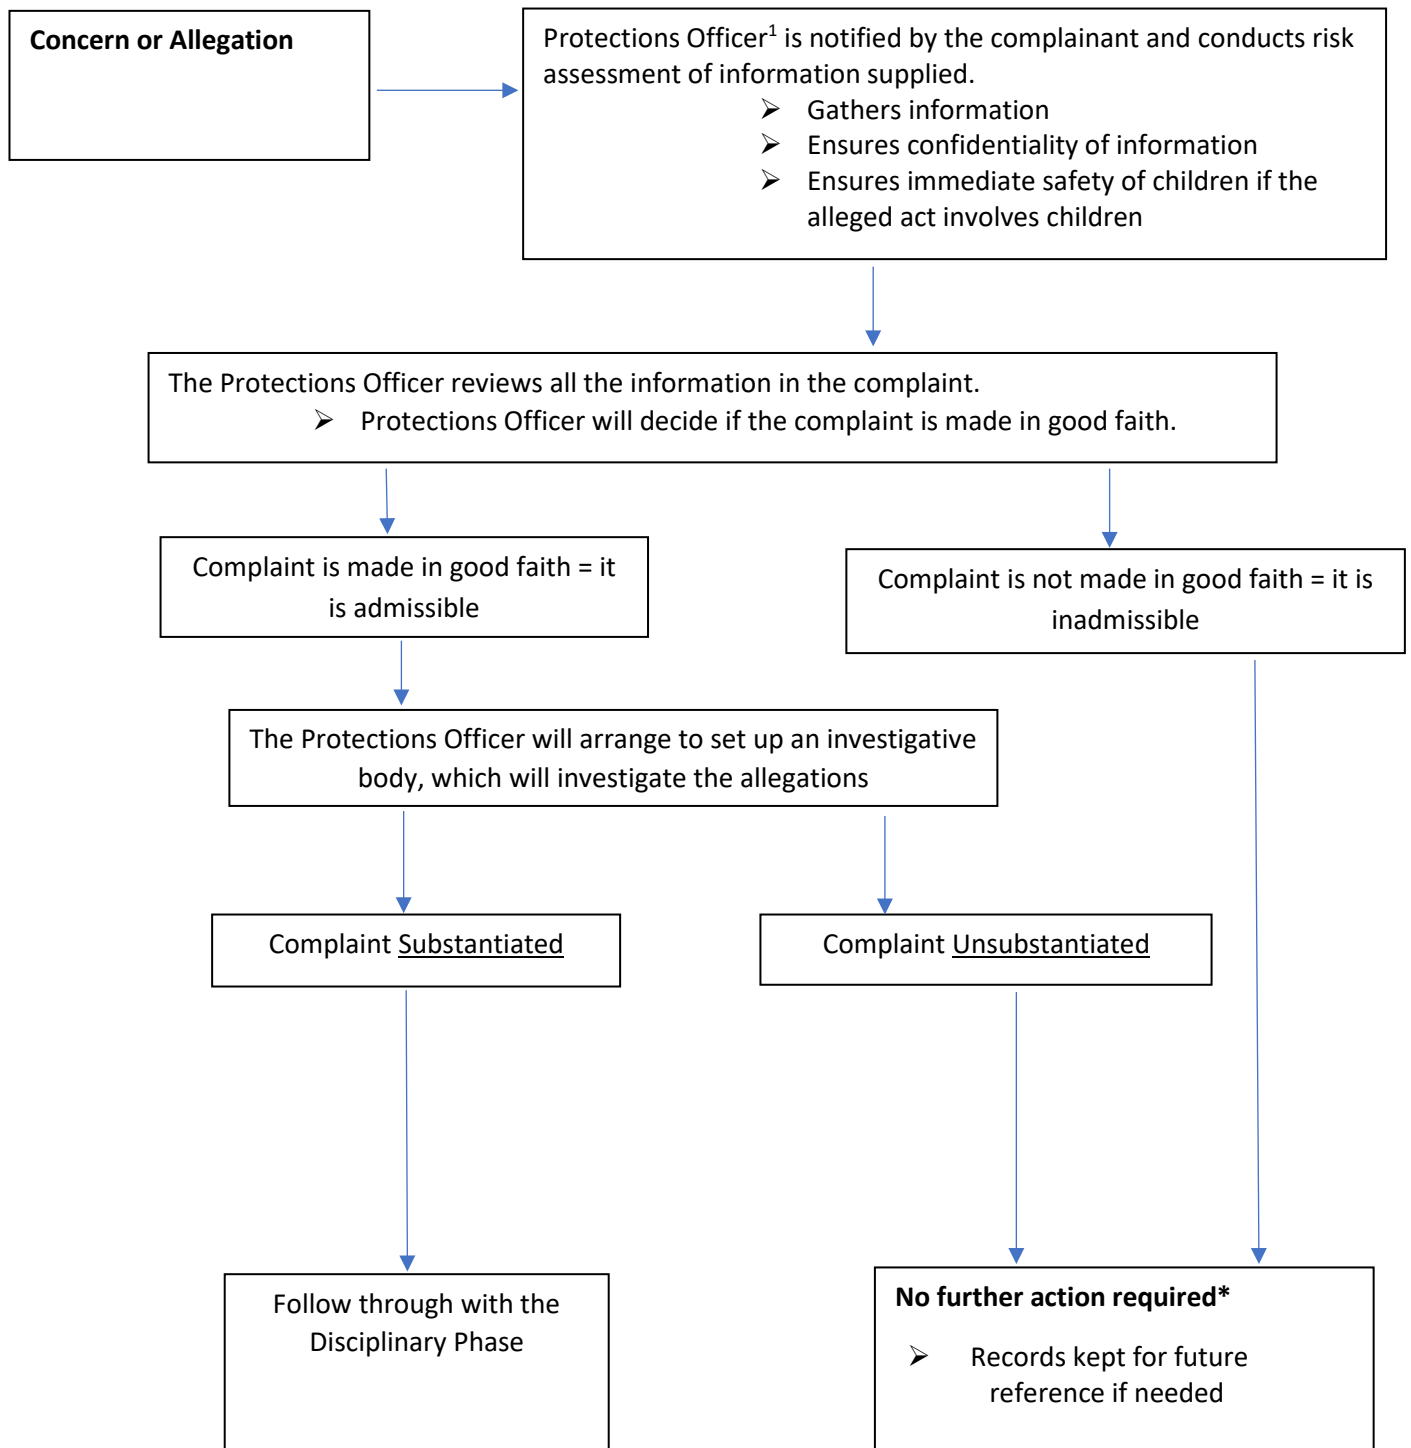 Concern or Allegation
Protections Officer¹ is notified by the complainant and conducts risk
assessment of information supplied.
➢ Gathers information
➢ Ensures confidentiality of information
➢ Ensures immediate safety of children if the
alleged act involves children
The Protections Officer reviews all the information in the complaint.
➢ Protections Officer will decide if the complaint is made in good faith.
Complaint is made in good faith = it
is admissible
Complaint is not made in good faith = it is
inadmissible
The Protections Officer will arrange to set up an investigative
body, which will investigate the allegations
Complaint Substantiated
Complaint Unsubstantiated
Follow through with the
Disciplinary Phase
No further action required*
➢ Records kept for future
reference if needed